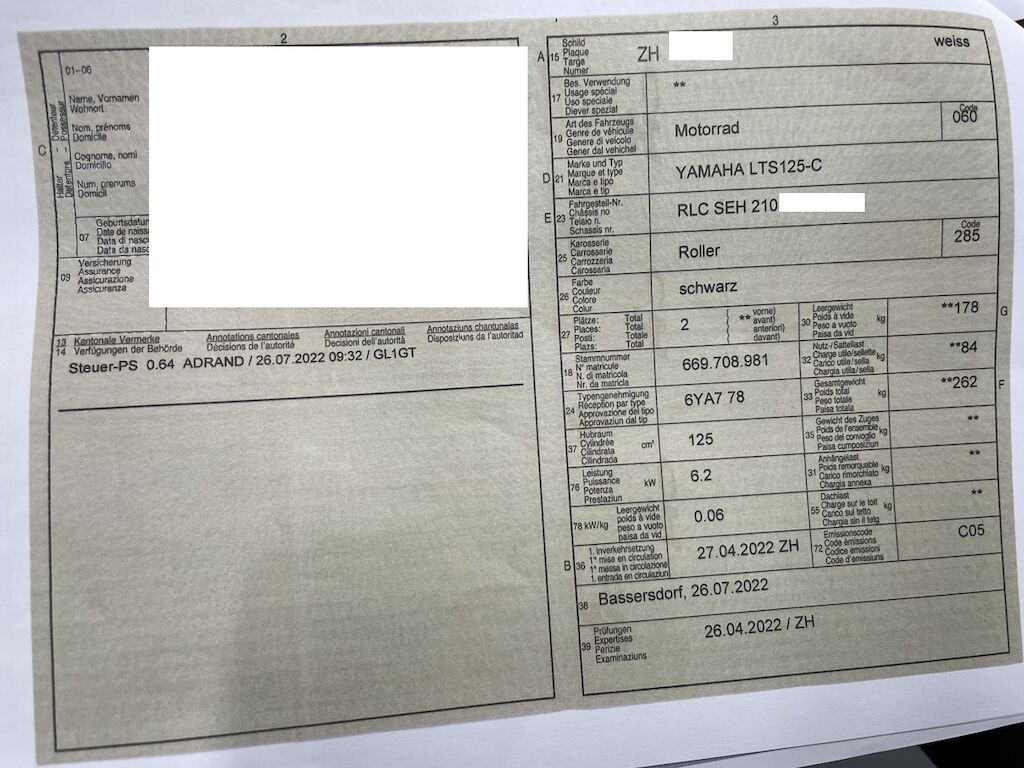 2
01-06
Name, Vornamen
Wohnort
Nom, prénoms
Domicile
Cognome, nomi
Domicilio
Num, prenums
Domicil
C
Halter
Détenteur
Detentore
Possessur
07
Geburtsdatum
Date de naiss
Data di nasc
Data da nasc
09
Versicherung
Assurance
Assicurazione
Assicuranza
13 Kantonale Vermerke Annotations cantonales Annotazioni cantonali Annotaziuns chantunalas
14 Verfügungen der Behörde Décisions de l'autorité Decisioni dell'autorità Disposiziuns da l'autoritad
Steuer-PS 0.64 ADRAND / 26.07.2022 09:32 / GL1GT
3
A 15
Schild
Plaque
Targa
Numer
ZH
weiss
17
Bes. Verwendung
Usage spécial
Uso speciale
Diever spezial
**
19
Art des Fahrzeugs
Genre de véhicule
Genere di veicolo
Gener dal vehichel
Motorrad
Code
060
D 21
Marke und Typ
Marque et type
Marca e tipo
Marca e tip
YAMAHA LTS125-C
E 23
Fahrgestell-Nr.
Châssis no
Telaio n.
Schassis nr.
RLC SEH 210
25
Karosserie
Carrosserie
Carrozzeria
Carossaria
Roller
Code
285
26
Farbe
Couleur
Colore
Colur
schwarz
27
Plätze: Total
Places: Total
Posti: Totale
Plazs: Total
2
** vorne)
avant)
anteriori)
davant)
30
Leergewicht
Poids à vide
Peso a vuoto
Paisa da vid
kg
**178
G
18
Stammnummer
N° matricule
N. di matricola
Nr. da matricla
669.708.981
32
Nutz-/Sattellast
Charge utile/sellette
Carico utile/sella
Chargia utila/sella
kg
**84
24
Typengenehmigung
Réception par type
Approvazione del tipo
Approvaziun dal tip
6YA7 78
33
Gesamtgewicht
Poids total
Peso totale
Paisa totala
kg
**262
F
37
Hubraum
Cylindrée
Cilindrata
Cilindrada
cm³
125
35
Gewicht des Zuges
Poids de l'ensemble
Peso del convoglio
Paisa cumposiziun
kg
**
76
Leistung
Puissance
Potenza
Prestaziun
kW
6.2
31
Anhängelast
Poids remorquable
Carico rimorchiato
Chargia annexa
kg
**
78 kW/kg
Leergewicht
poids à vide
peso a vuoto
paisa da vid
0.06
55
Dachlast
Charge sur le toit
Carico sul tetto
Chargia sin il tetg
kg
**
B 36
1. Inverkehrsetzung
1re mise en circulation
1a messa in circolazione
1. entrada en circulaziun
27.04.2022 ZH
72
Emissionscode
Code émissions
Codice emissioni
Code d'emissiuns
C05
38
Bassersdorf, 26.07.2022
39
Prüfungen
Expertises
Perizie
Examinaziuns
26.04.2022 / ZH